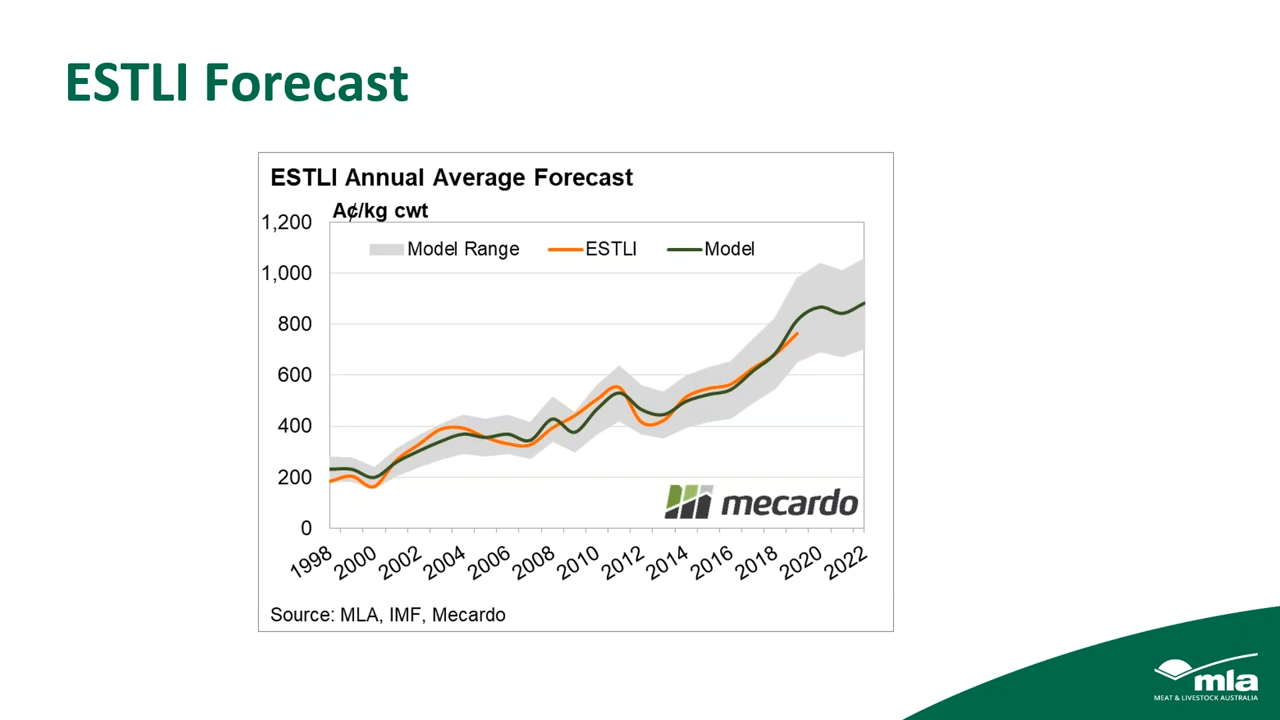 ESTLI Forecast
ESTLI Annual Average Forecast
A¢/kg cwt
1,200
Model Range ESTLI Model
1,000
800
600
400
200
0
1998 2000 2002 2004 2006 2008 2010 2012 2014 2016 2018 2020 2022
mecardo
Source: MLA, IMF, Mecardo
mla
MEAT & LIVESTOCK AUSTRALIA